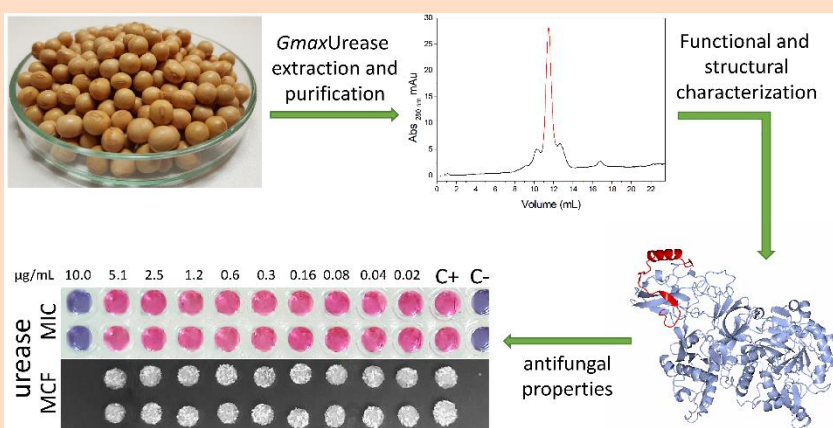 GmaxUrease
extraction and
purification
Abs 280 nm mAu
30
25
20
15
10
5
0
0 1 2 4 6 8 10 12 14 16 18 20 22
Volume (mL)
Functional and
structural
characterization
µg/mL 10.0 5.1 2.5 1.2 0.6 0.3 0.16 0.08 0.04 0.02 C+ C-
urease
MIC
MCF
antifungal
properties